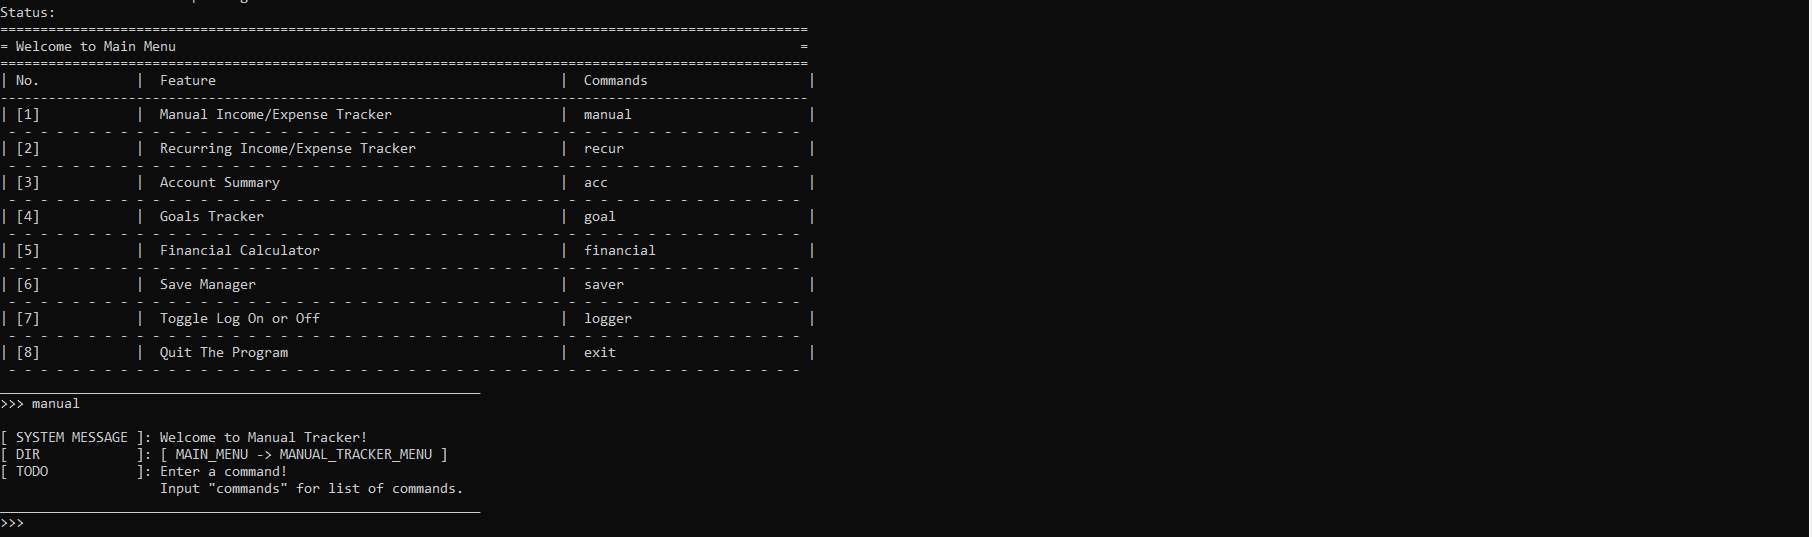 Status:
=====================================================================================================
= Welcome to Main Menu                                                                              =
=====================================================================================================
| No.            |  Feature                                           |  Commands                    |
-----------------------------------------------------------------------------------------------------
| [1]            |  Manual Income/Expense Tracker                     |  manual                      |
 - - - - - - - - - - - - - - - - - - - - - - - - - - - - - - - - - - - - - - - - - - - - - - - - - -
| [2]            |  Recurring Income/Expense Tracker                  |  recur                       |
 - - - - - - - - - - - - - - - - - - - - - - - - - - - - - - - - - - - - - - - - - - - - - - - - - -
| [3]            |  Account Summary                                   |  acc                         |
 - - - - - - - - - - - - - - - - - - - - - - - - - - - - - - - - - - - - - - - - - - - - - - - - - -
| [4]            |  Goals Tracker                                     |  goal                        |
 - - - - - - - - - - - - - - - - - - - - - - - - - - - - - - - - - - - - - - - - - - - - - - - - - -
| [5]            |  Financial Calculator                              |  financial                   |
 - - - - - - - - - - - - - - - - - - - - - - - - - - - - - - - - - - - - - - - - - - - - - - - - - -
| [6]            |  Save Manager                                      |  saver                       |
 - - - - - - - - - - - - - - - - - - - - - - - - - - - - - - - - - - - - - - - - - - - - - - - - - -
| [7]            |  Toggle Log On or Off                              |  logger                      |
 - - - - - - - - - - - - - - - - - - - - - - - - - - - - - - - - - - - - - - - - - - - - - - - - - -
| [8]            |  Quit The Program                                  |  exit                        |
 - - - - - - - - - - - - - - - - - - - - - - - - - - - - - - - - - - - - - - - - - - - - - - - - - -
____________________________________________________________
>>> manual
[ SYSTEM MESSAGE ]: Welcome to Manual Tracker!
[ DIR            ]: [ MAIN_MENU -> MANUAL_TRACKER_MENU ]
[ TODO           ]: Enter a command!
                    Input "commands" for list of commands.
____________________________________________________________
>>>